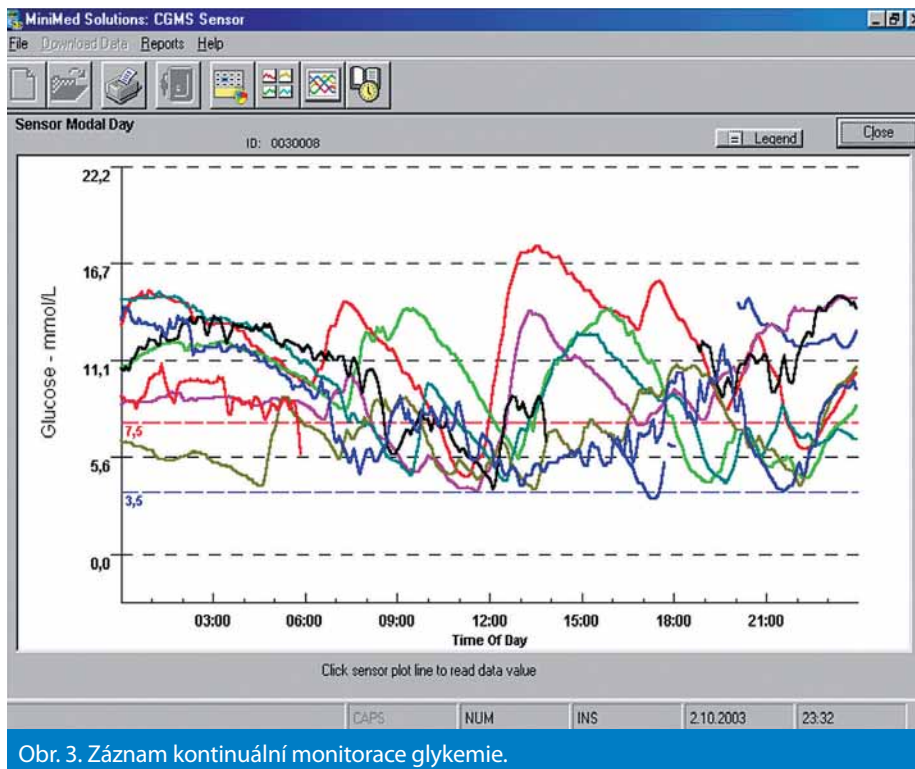 MiniMed Solutions: CGMS Sensor
File Download Data Reports Help
Sensor Modal Day
ID: 0030008
Legend
Close
22,2
16,7
11,1
7,5
5,6
3,5
0,0
Glucose - mmol/L
03:00 06:00 09:00 12:00 15:00 18:00 21:00
Time Of Day
Click sensor plot line to read data value
CAPS NUM INS 2.10.2003 23:32
Obr. 3. Záznam kontinuální monitorace glykemie.